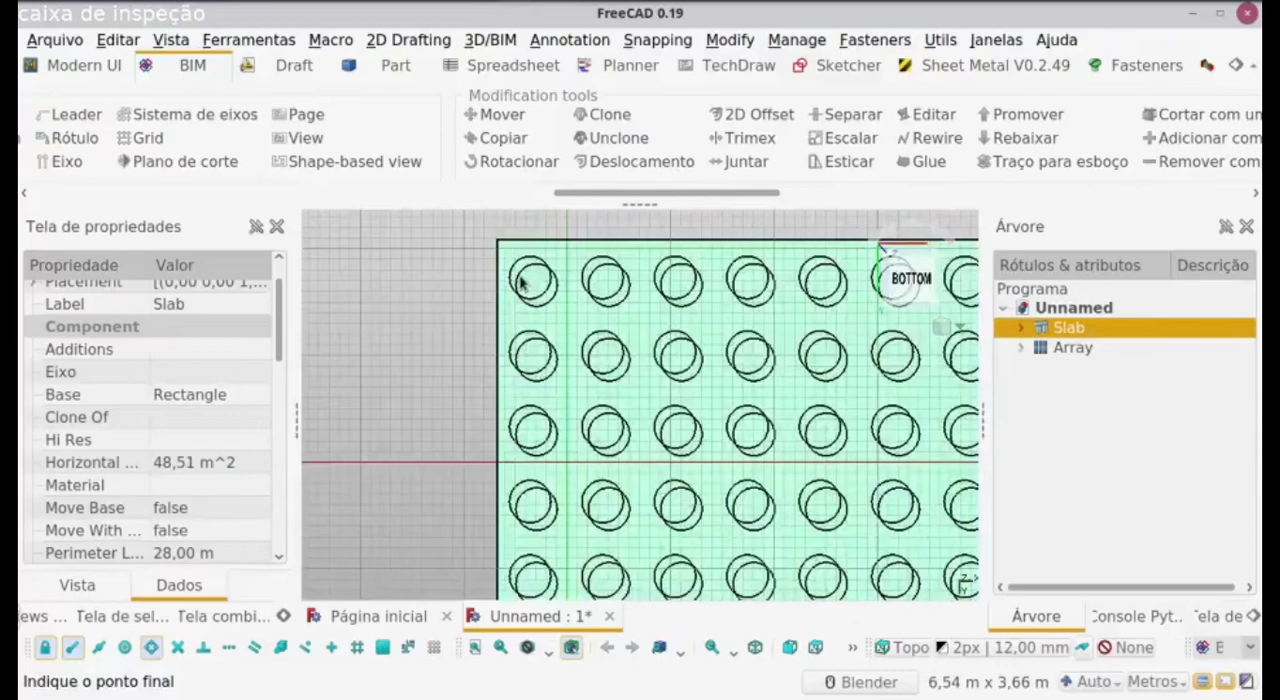 caixa de inspeção
FreeCAD 0.19
Arquivo Editar Vista Ferramentas Macro 2D Drafting 3D/BIM Annotation Snapping Modify Manage Fasteners Utils Janelas Ajuda
Modern UI BIM Draft Part Spreadsheet Planner TechDraw Sketcher Sheet Metal V0.2.49 Fasteners
Modification tools
Leader Sistema de eixos Page Mover Clone 2D Offset Separar Editar Promover Cortar com un
Rótulo Grid View Copiar Unclone Trimex Escalar Rewire Rebaixar Adicionar com
Eixo Plano de corte Shape-based view Rotacionar Deslocamento Juntar Esticar Glue Traço para esboço Remover com
Tela de propriedades
Árvore
Propriedade Valor
Rótulos & atributos Descrição
Placement [(0,00 0,00 1,...
Programa
Label Slab
Unnamed
Component
Slab
Additions
Array
Eixo
Base Rectangle
Clone Of
Hi Res
Horizontal ... 48,51 m^2
Material
Move Base false
Move With ... false
Perimeter L... 28,00 m
BOTTOM
Z X
Y
Vista Dados
iews ... Tela de sel... Tela combi... Página inicial Unnamed : 1* Árvore Console Pyt... Tela de
Topo 2px | 12,00 mm None E
Indique o ponto final Blender 6,54 m x 3,66 m Auto Metros